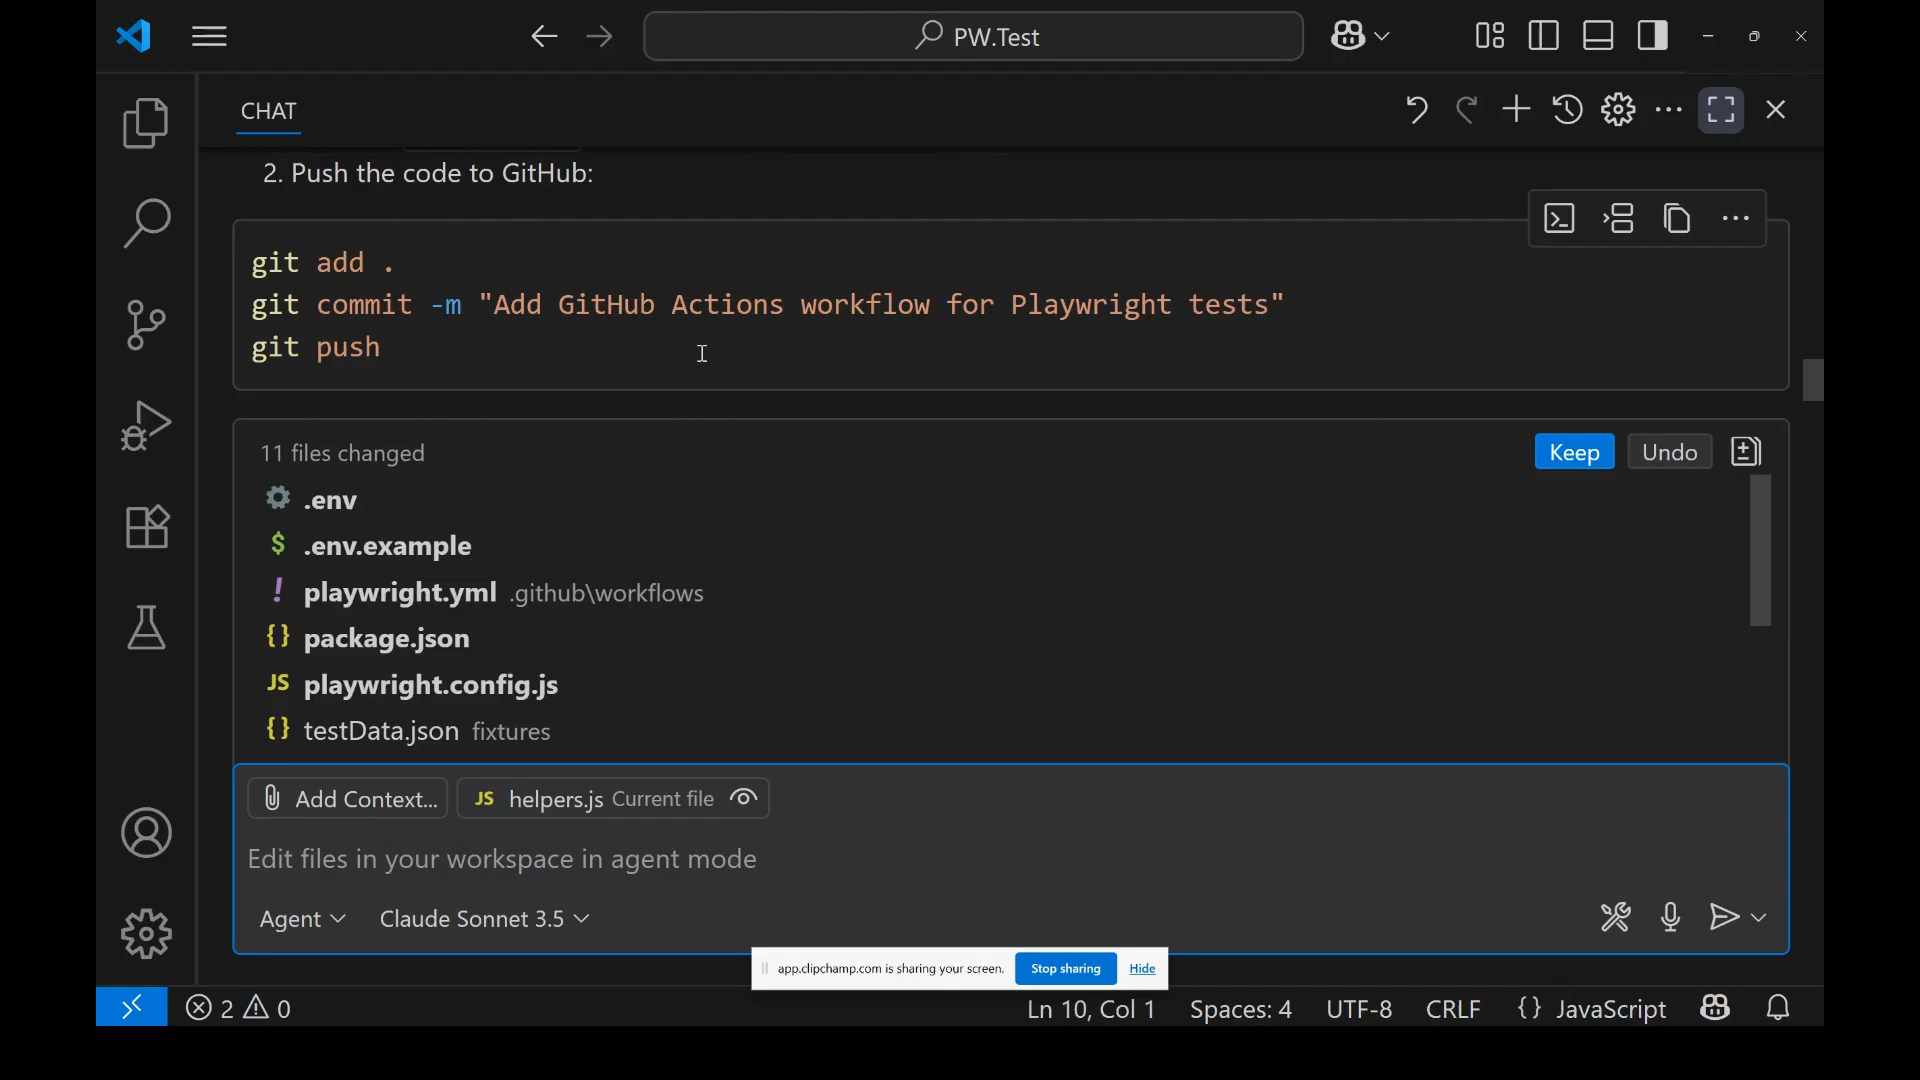 PW.Test
CHAT
2. Push the code to GitHub:
git add .
git commit -m "Add GitHub Actions workflow for Playwright tests"
git push
11 files changed
Keep
Undo
.env
$ .env.example
! playwright.yml .github\workflows
{} package.json
JS playwright.config.js
{} testData.json fixtures
Add Context...
JS helpers.js Current file
Edit files in your workspace in agent mode
Agent
Claude Sonnet 3.5
app.clipchamp.com is sharing your screen.
Stop sharing
Hide
2
0
Ln 10, Col 1
Spaces: 4
UTF-8
CRLF
{} JavaScript